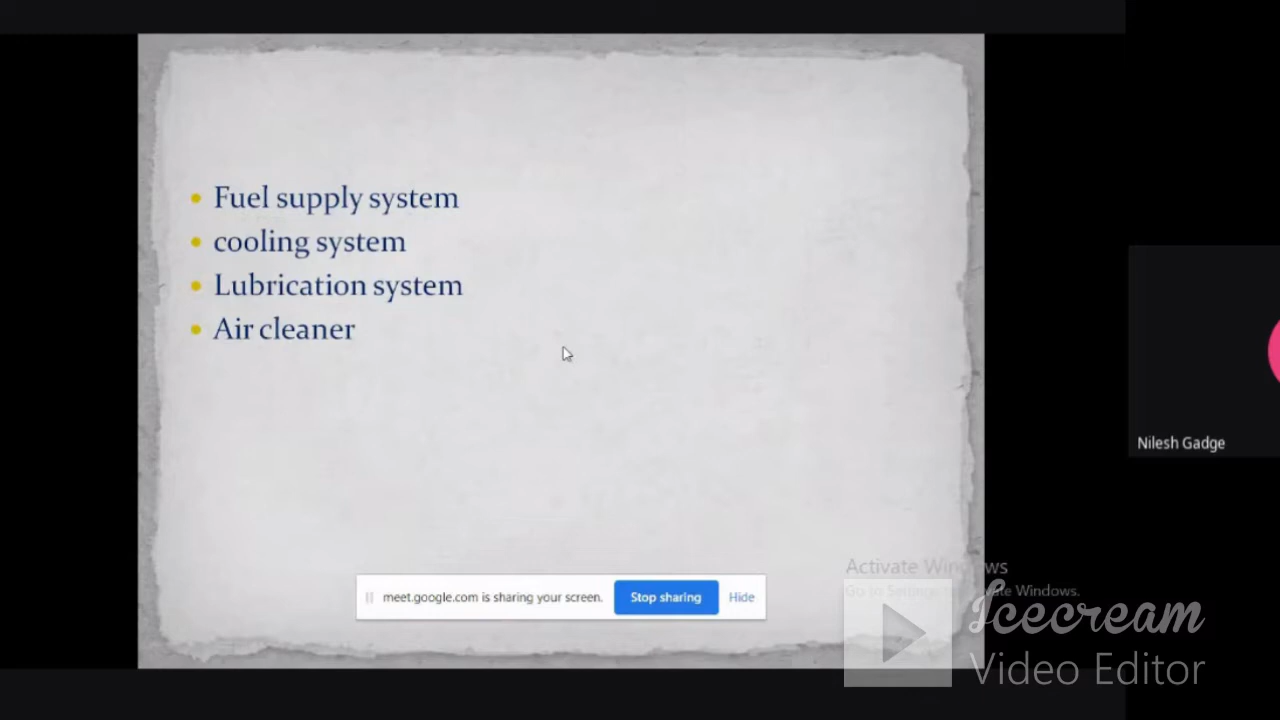 Fuel supply system
cooling system
Lubrication system
Air cleaner
Nilesh Gadge
Activate Windows
meet.google.com is sharing your screen. Stop sharing Hide
Icecream
Video Editor